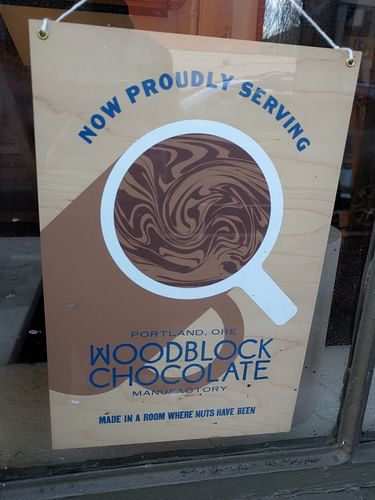 NOW PROUDLY SERVING
PORTLAND, ORE
WOODBLOCK
CHOCOLATE
MANUFACTORY
MADE IN A ROOM WHERE NUTS HAVE BEEN